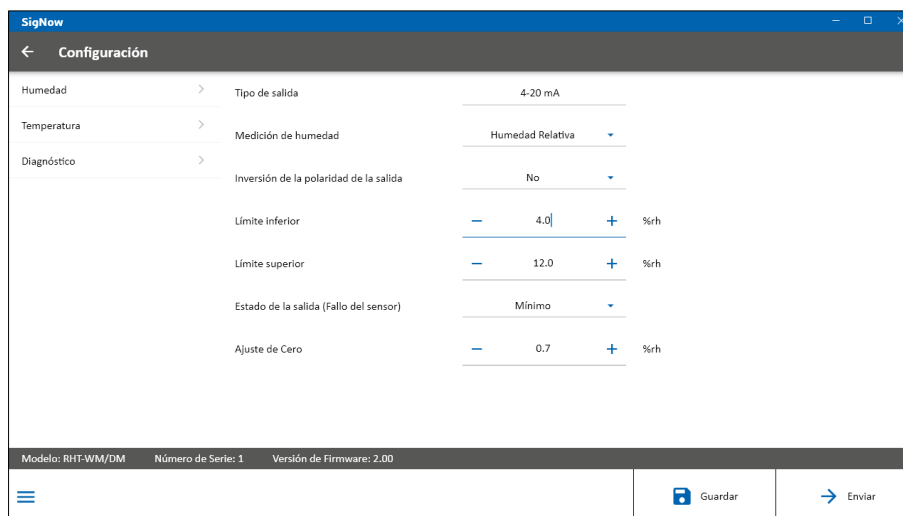 SigNow
Configuración
Humedad
Temperatura
Diagnóstico
Tipo de salida 4-20 mA
Medición de humedad Humedad Relativa
Inversión de la polaridad de la salida No
Límite inferior 4.0 %rh
Límite superior 12.0 %rh
Estado de la salida (Fallo del sensor) Mínimo
Ajuste de Cero 0.7 %rh
Modelo: RHT-WM/DM Número de Serie: 1 Versión de Firmware: 2.00
Guardar Enviar